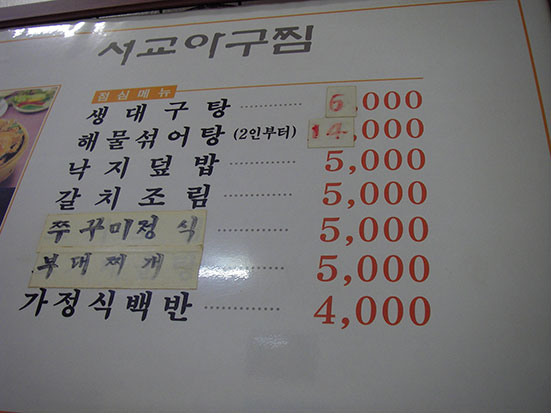 서교아구찜
점심메뉴
생대구탕 ············ 6,000
해물섞어탕 (2인부터) 14,000
낙지덮밥 ············ 5,000
갈치조림 ············ 5,000
쭈꾸미정식 ············ 5,000
부대찌개 ············ 5,000
가정식백반 ············ 4,000